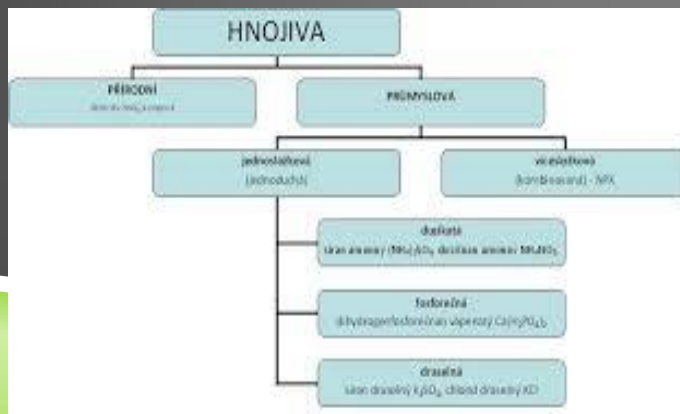 HNOJIVA
PŘÍRODNÍ
PRŮMYSLOVÁ
jednosložková
(jednoduchá)
vícesložková
(kombinovaná) - NPK
dusíkatá
síran amonný (NH₄)₂SO₄, dusičnan amonný NH₄NO₃
fosforečná
(dihydrogenfosforečnan vápenatý Ca(H₂PO₄)₂
draselná
síran draselný K₂SO₄, chlorid draselný KCl